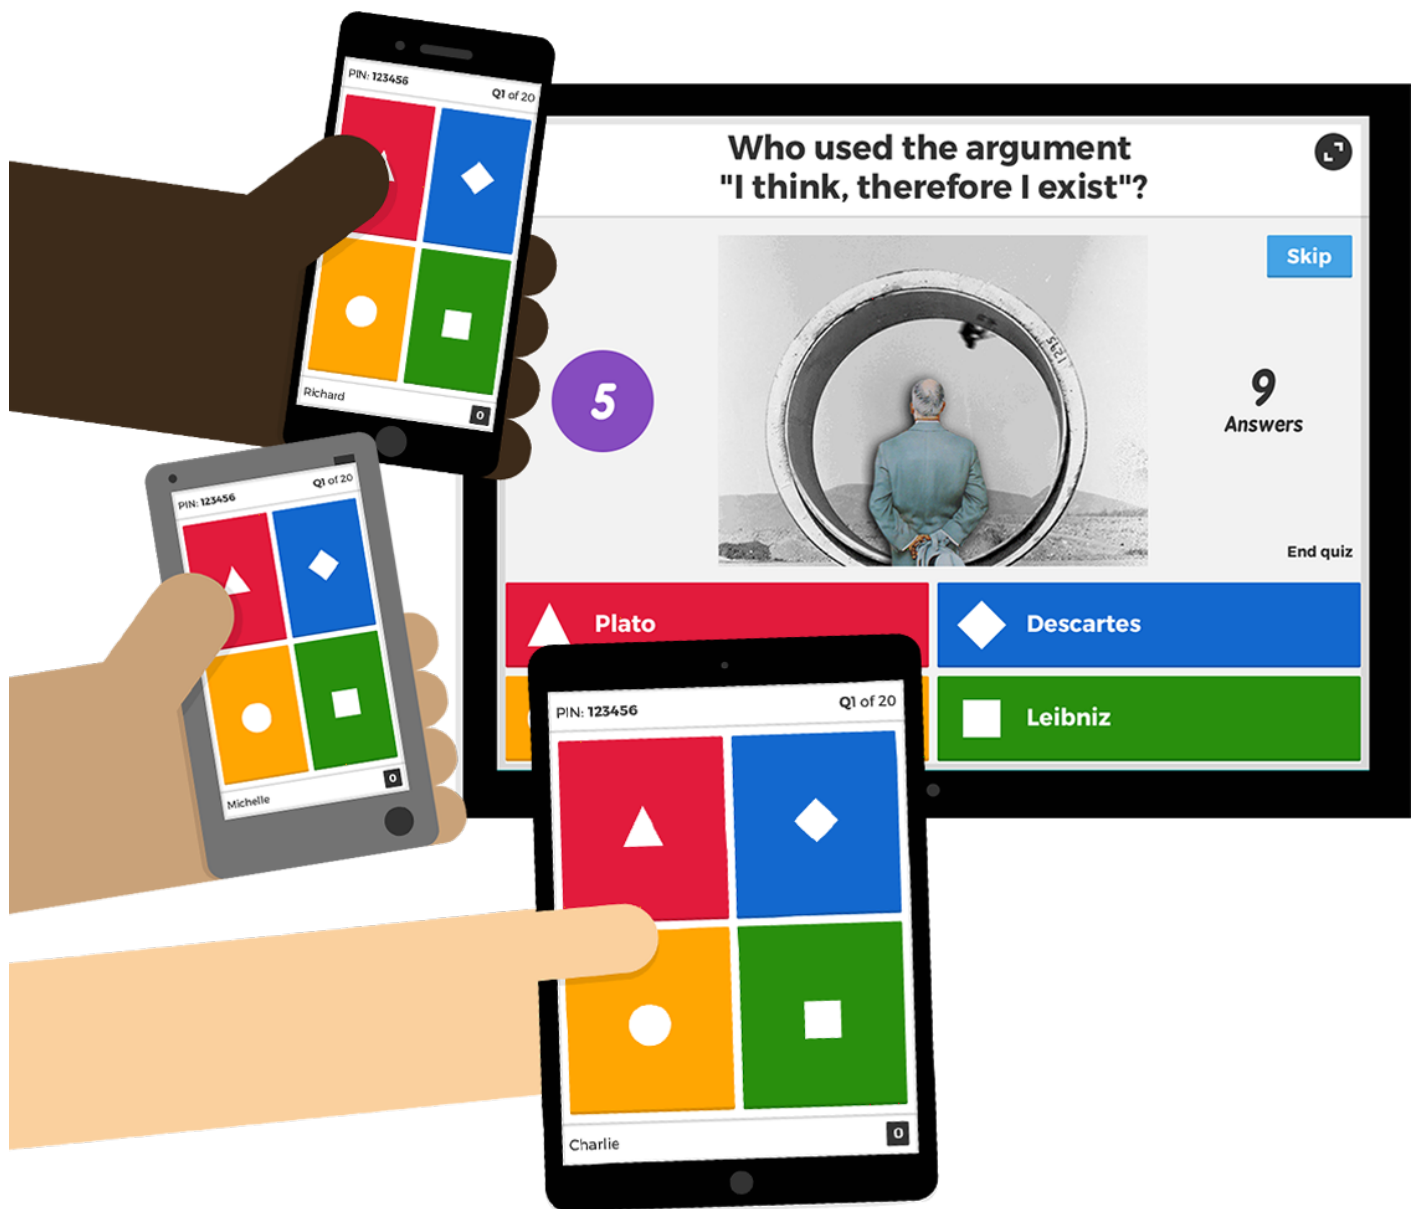 PIN: 123456
Q1 of 20
Richard
0
PIN: 123456
Q1 of 20
Michelle
0
Who used the argument
"I think, therefore I exist"?
Skip
5
1295
9
Answers
End quiz
Plato
Descartes
Leibniz
PIN: 123456
Q1 of 20
Charlie
0